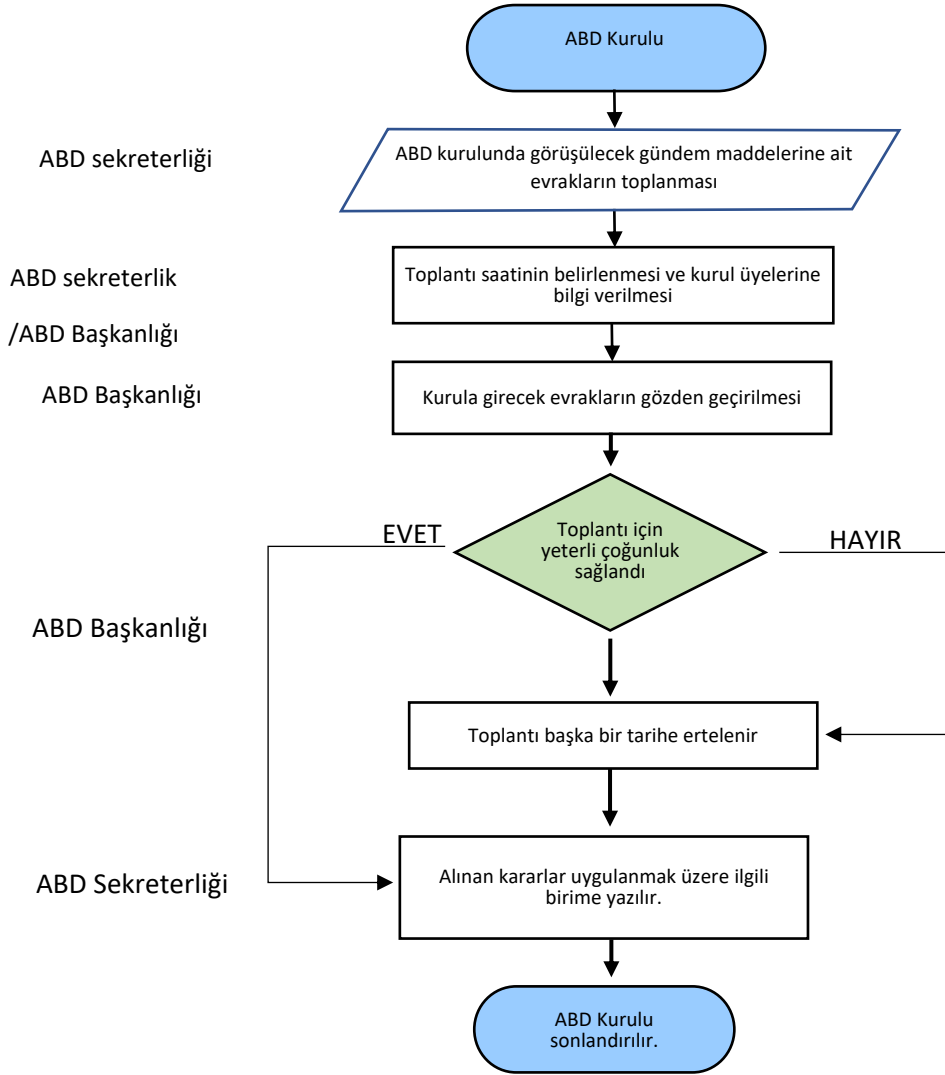 ABD Kurulu
ABD sekreterliği
ABD kurulunda görüşülecek gündem maddelerine ait
evrakların toplanması
ABD sekreterlik
/ABD Başkanlığı
Toplantı saatinin belirlenmesi ve kurul üyelerine
bilgi verilmesi
ABD Başkanlığı
Kurula girecek evrakların gözden geçirilmesi
EVET
Toplantı için
yeterli çoğunluk
sağlandı
HAYIR
ABD Başkanlığı
Toplantı başka bir tarihe ertelenir
ABD Sekreterliği
Alınan kararlar uygulanmak üzere ilgili
birime yazılır.
ABD Kurulu
sonlandırılır.